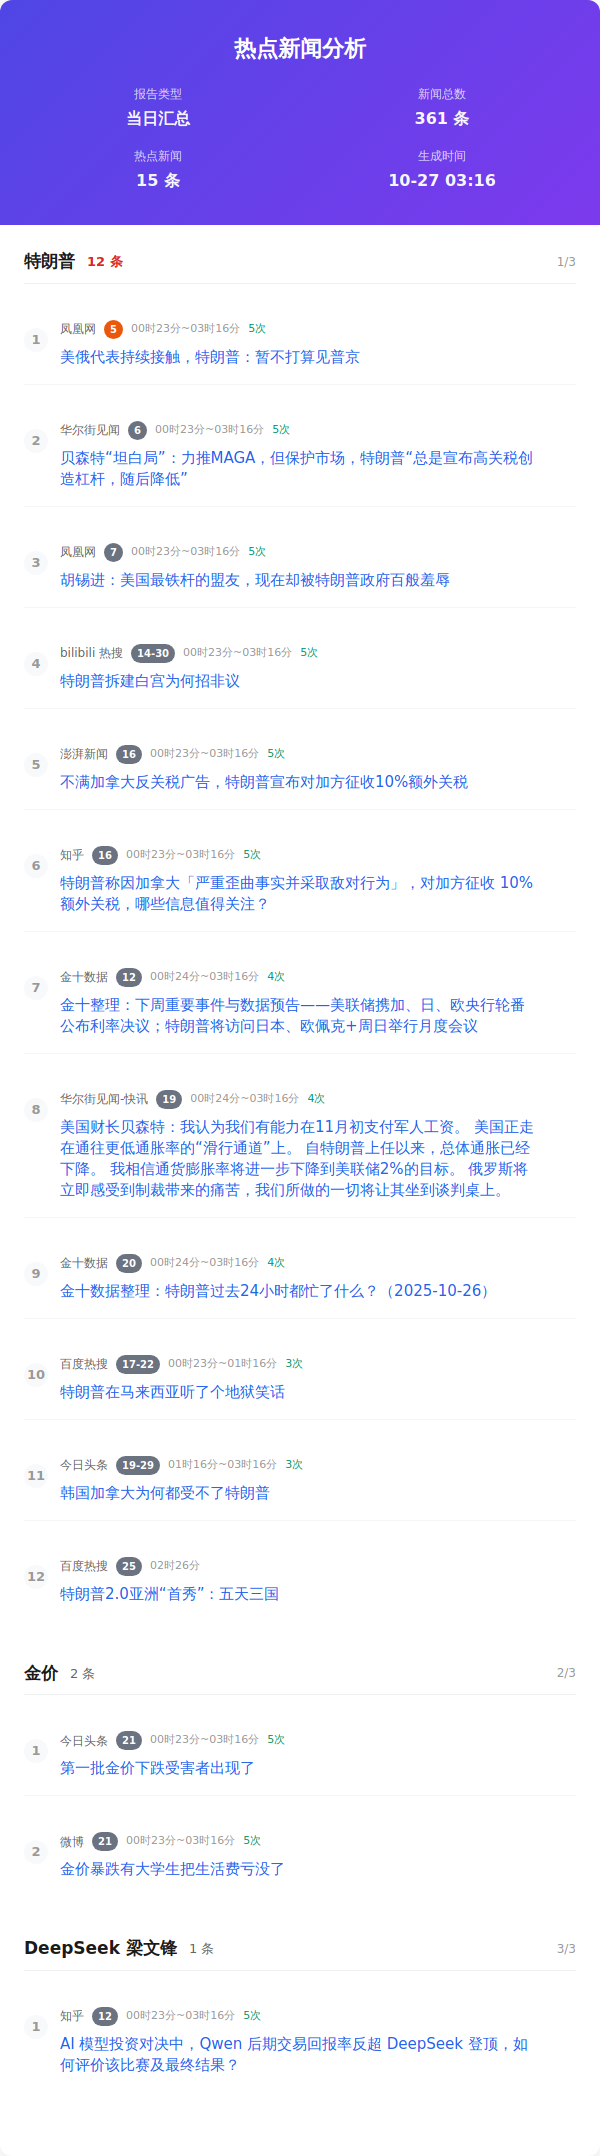 热点新闻分析
报告类型
新闻总数
当日汇总
361 条
热点新闻
生成时间
15 条
10-27 03:16
特朗普 12 条 1/3
1
凤凰网 5 00时23分~03时16分 5次
美俄代表持续接触，特朗普：暂不打算见普京
2
华尔街见闻 6 00时23分~03时16分 5次
贝森特“坦白局”：力推MAGA，但保护市场，特朗普“总是宣布高关税创
造杠杆，随后降低”
3
凤凰网 7 00时23分~03时16分 5次
胡锡进：美国最铁杆的盟友，现在却被特朗普政府百般羞辱
4
bilibili 热搜 14-30 00时23分~03时16分 5次
特朗普拆建白宫为何招非议
5
澎湃新闻 16 00时23分~03时16分 5次
不满加拿大反关税广告，特朗普宣布对加方征收10%额外关税
6
知乎 16 00时23分~03时16分 5次
特朗普称因加拿大「严重歪曲事实并采取敌对行为」，对加方征收 10%
额外关税，哪些信息值得关注？
7
金十数据 12 00时24分~03时16分 4次
金十整理：下周重要事件与数据预告——美联储携加、日、欧央行轮番
公布利率决议；特朗普将访问日本、欧佩克+周日举行月度会议
8
华尔街见闻-快讯 19 00时24分~03时16分 4次
美国财长贝森特：我认为我们有能力在11月初支付军人工资。 美国正走
在通往更低通胀率的“滑行通道”上。 自特朗普上任以来，总体通胀已经
下降。 我相信通货膨胀率将进一步下降到美联储2%的目标。 俄罗斯将
立即感受到制裁带来的痛苦，我们所做的一切将让其坐到谈判桌上。
9
金十数据 20 00时24分~03时16分 4次
金十数据整理：特朗普过去24小时都忙了什么？（2025-10-26）
10
百度热搜 17-22 00时23分~01时16分 3次
特朗普在马来西亚听了个地狱笑话
11
今日头条 19-29 01时16分~03时16分 3次
韩国加拿大为何都受不了特朗普
12
百度热搜 25 02时26分
特朗普2.0亚洲“首秀”：五天三国
金价 2 条 2/3
1
今日头条 21 00时23分~03时16分 5次
第一批金价下跌受害者出现了
2
微博 21 00时23分~03时16分 5次
金价暴跌有大学生把生活费亏没了
DeepSeek 梁文锋 1 条 3/3
1
知乎 12 00时23分~03时16分 5次
AI 模型投资对决中，Qwen 后期交易回报率反超 DeepSeek 登顶，如
何评价该比赛及最终结果？